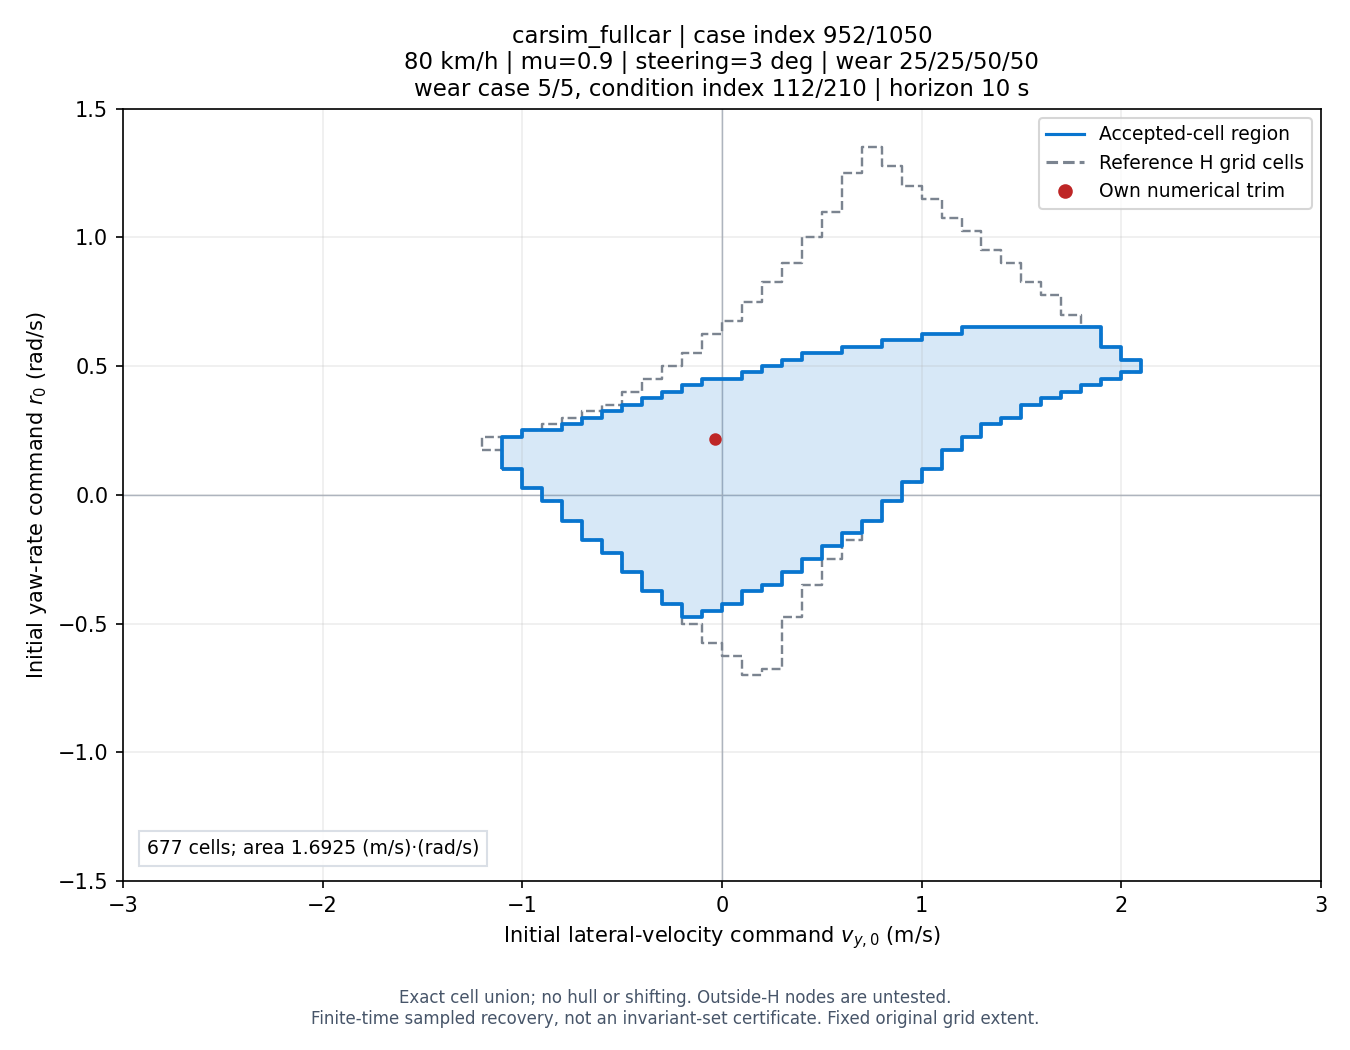 carsim_fullcar | case index 952/1050
80 km/h | mu=0.9 | steering=3 deg | wear 25/25/50/50
wear case 5/5, condition index 112/210 | horizon 10 s
Accepted-cell region
Reference H grid cells
Own numerical trim
1.5
1.0
0.5
0.0
−0.5
−1.0
−1.5
Initial yaw-rate command r0 (rad/s)
677 cells; area 1.6925 (m/s)·(rad/s)
−3 −2 −1 0 1 2 3
Initial lateral-velocity command vy,0 (m/s)
Exact cell union; no hull or shifting. Outside-H nodes are untested.
Finite-time sampled recovery, not an invariant-set certificate. Fixed original grid extent.